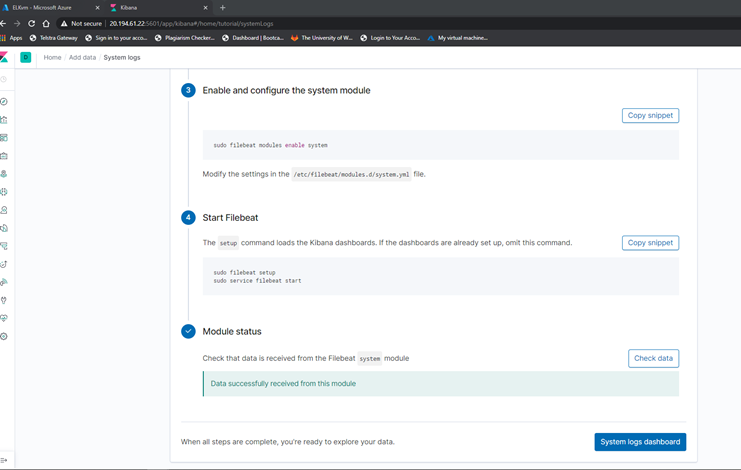 ELKvm - Microsoft Azure
Kibana
Not secure | 20.194.61.22:5601/app/kibana#/home/tutorial/systemLogs
Apps Telstra Gateway Sign in to your acco... Plagiarism Checker... Dashboard | Bootca... The University of W... Login to Your Acco... My virtual machine...
D Home / Add data / System logs
3 Enable and configure the system module
Copy snippet
sudo filebeat modules enable system
Modify the settings in the /etc/filebeat/modules.d/system.yml file.
4 Start Filebeat
The setup command loads the Kibana dashboards. If the dashboards are already set up, omit this command.
Copy snippet
sudo filebeat setup
sudo service filebeat start
Module status
Check that data is received from the Filebeat system module
Check data
Data successfully received from this module
When all steps are complete, you're ready to explore your data.
System logs dashboard